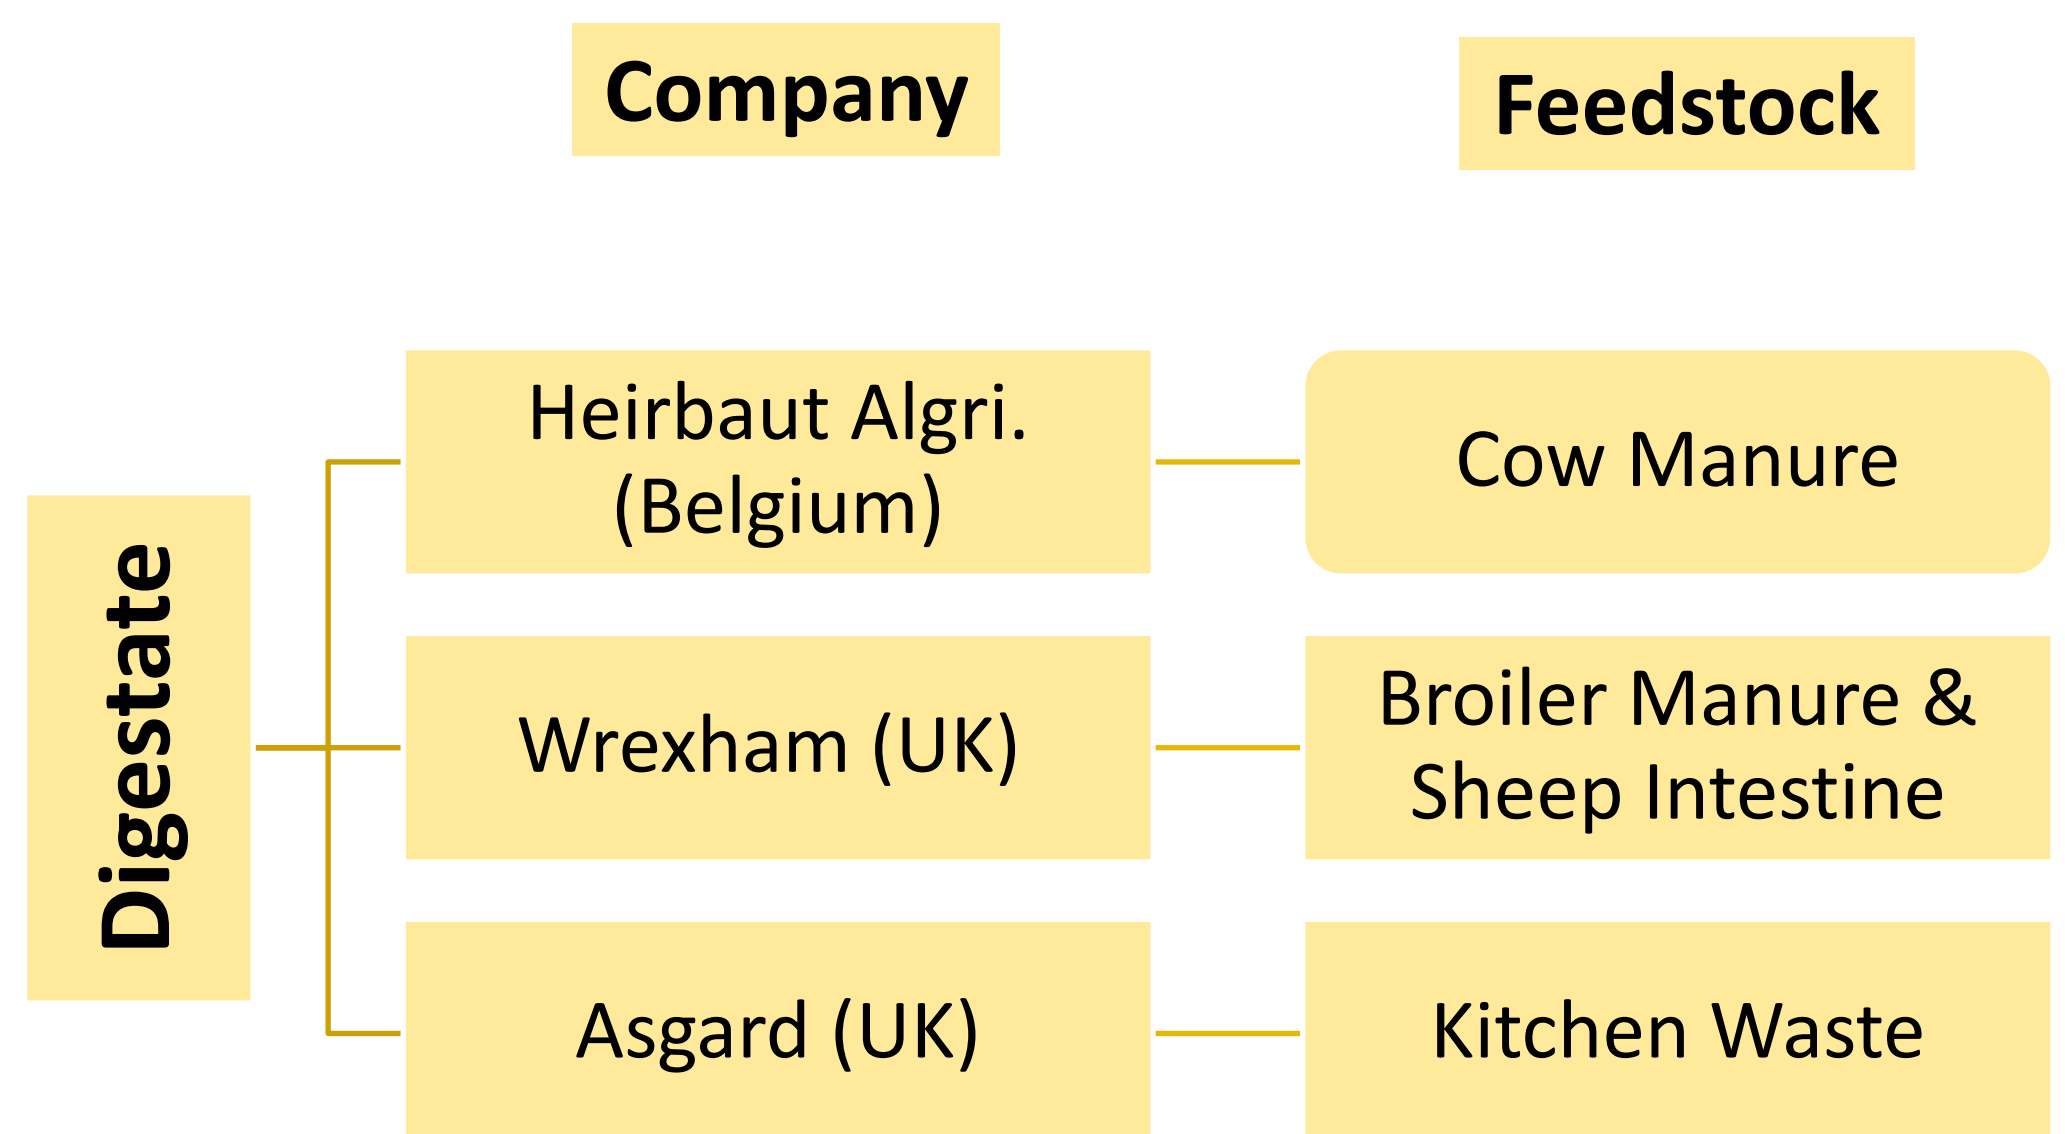 Company
Feedstock
Digestate
Heirbaut Algri.
(Belgium)
Cow Manure
Wrexham (UK)
Broiler Manure &
Sheep Intestine
Asgard (UK)
Kitchen Waste